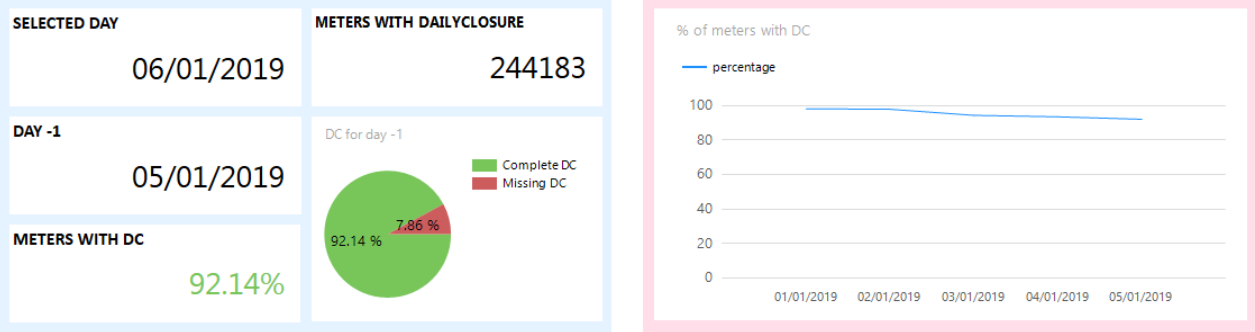 SELECTED DAY
06/01/2019
METERS WITH DAILYCLOSURE
244183
DAY -1
05/01/2019
METERS WITH DC
92.14%
DC for day -1
Complete DC
Missing DC
7.86 %
92.14 %
% of meters with DC
percentage
100
80
60
40
20
0
01/01/2019 02/01/2019 03/01/2019 04/01/2019 05/01/2019